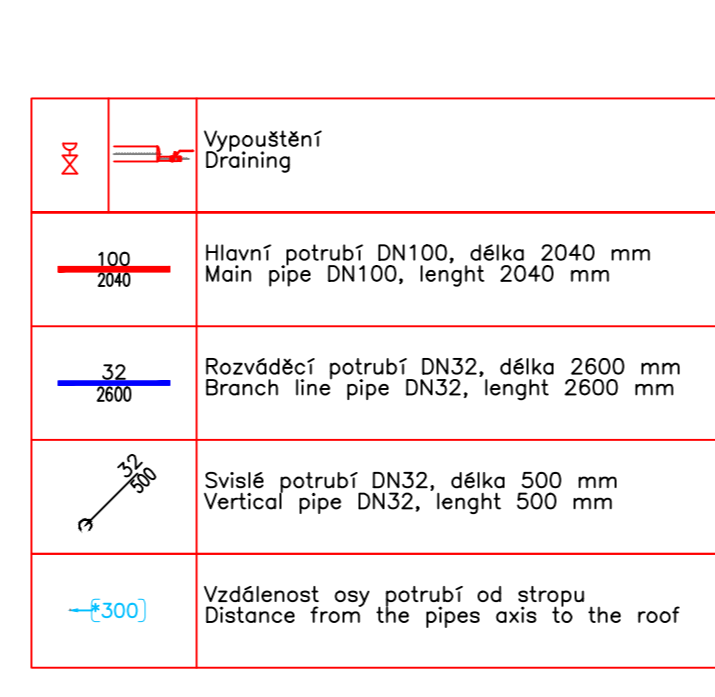 Vypouštění
Draining
100
2040
Hlavní potrubí DN100, délka 2040 mm
Main pipe DN100, lenght 2040 mm
32
2600
Rozváděcí potrubí DN32, délka 2600 mm
Branch line pipe DN32, lenght 2600 mm
32
500
Svislé potrubí DN32, délka 500 mm
Vertical pipe DN32, lenght 500 mm
[*300]
Vzdálenost osy potrubí od stropu
Distance from the pipes axis to the roof